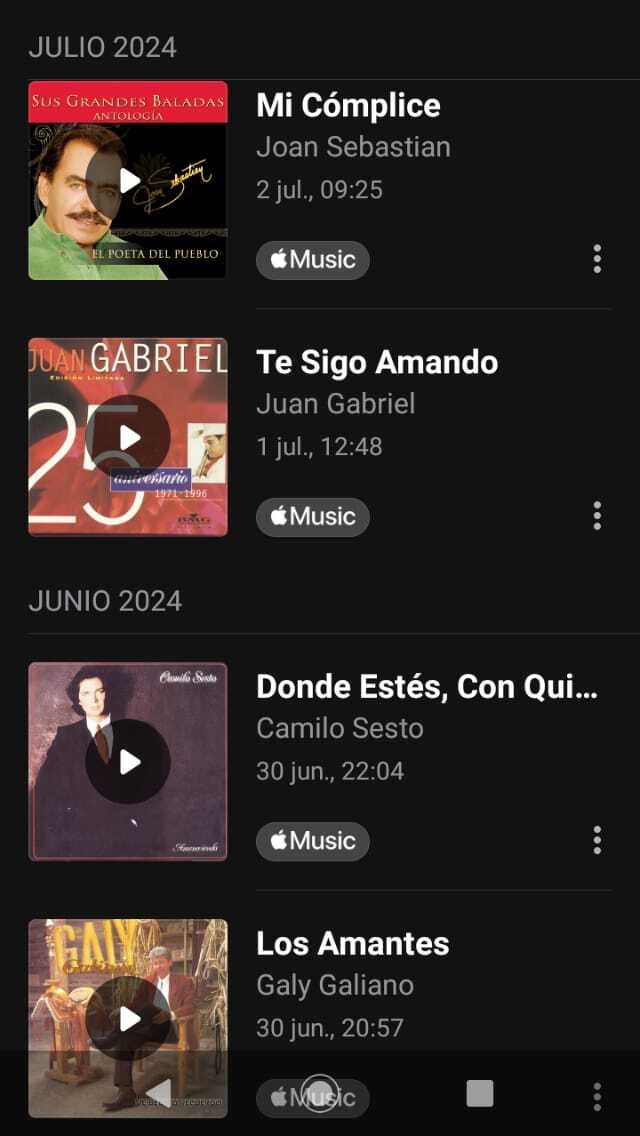 JULIO 2024
SUS GRANDES BALADAS
ANTOLOGÍA
Joan Sebastian
EL POETA DEL PUEBLO
Mi Cómplice
Joan Sebastian
2 jul., 09:25
Music
JUAN GABRIEL
EDICIÓN LIMITADA
25
aniversario
1971-1996
BMG
Te Sigo Amando
Juan Gabriel
1 jul., 12:48
Music
JUNIO 2024
Camilo Sesto
Amaneciendo
Donde Estés, Con Qui...
Camilo Sesto
30 jun., 22:04
Music
GALY
Galiano
Los Amantes
Galy Galiano
30 jun., 20:57
Music